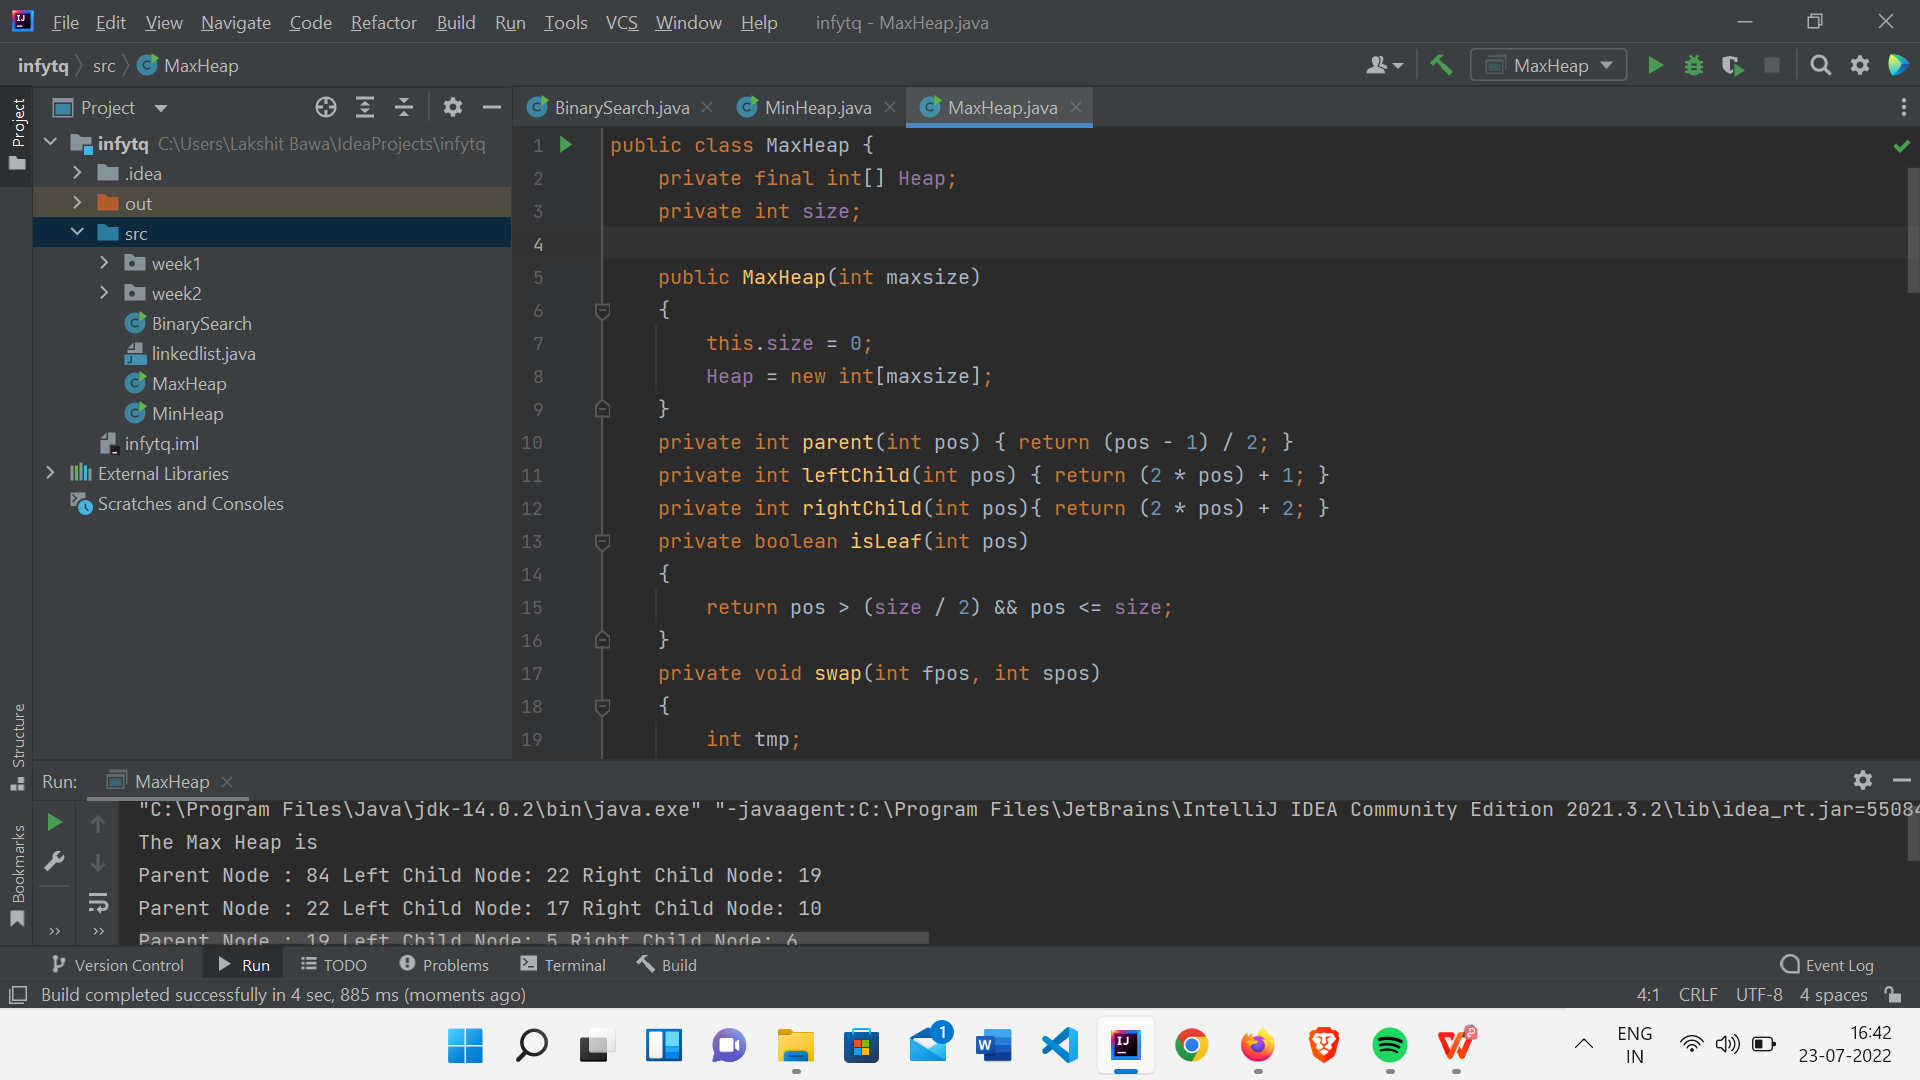 File Edit View Navigate Code Refactor Build Run Tools VCS Window Help infytq - MaxHeap.java
infytq src MaxHeap
MaxHeap
Project
Project
BinarySearch.java
MinHeap.java
MaxHeap.java
infytq C:\Users\Lakshit Bawa\IdeaProjects\infytq
.idea
out
src
week1
week2
BinarySearch
linkedlist.java
MaxHeap
MinHeap
infytq.iml
External Libraries
Scratches and Consoles
1 public class MaxHeap {
2 private final int[] Heap;
3 private int size;
4
5 public MaxHeap(int maxsize)
6 {
7 this.size = 0;
8 Heap = new int[maxsize];
9 }
10 private int parent(int pos) { return (pos - 1) / 2; }
11 private int leftChild(int pos) { return (2 * pos) + 1; }
12 private int rightChild(int pos){ return (2 * pos) + 2; }
13 private boolean isLeaf(int pos)
14 {
15 return pos > (size / 2) && pos <= size;
16 }
17 private void swap(int fpos, int spos)
18 {
19 int tmp;
Structure
Bookmarks
Run: MaxHeap
"C:\Program Files\Java\jdk-14.0.2\bin\java.exe" "-javaagent:C:\Program Files\JetBrains\IntelliJ IDEA Community Edition 2021.3.2\lib\idea_rt.jar=55084
The Max Heap is
Parent Node : 84 Left Child Node: 22 Right Child Node: 19
Parent Node : 22 Left Child Node: 17 Right Child Node: 10
Parent Node : 19 Left Child Node: 5 Right Child Node: 6
Version Control Run TODO Problems Terminal Build Event Log
Build completed successfully in 4 sec, 885 ms (moments ago) 4:1 CRLF UTF-8 4 spaces
1
ENG
IN
16:42
23-07-2022